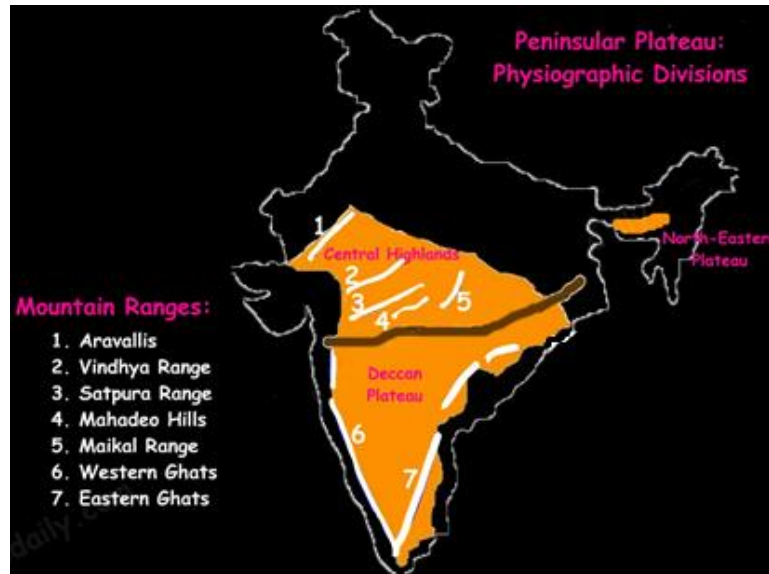 Peninsular Plateau:
Physiographic Divisions
1
Central Highlands
North-Eastern
Plateau
2
3
4
5
Mountain Ranges:
1. Aravallis
2. Vindhya Range
3. Satpura Range
4. Mahadeo Hills
5. Maikal Range
6. Western Ghats
7. Eastern Ghats
Deccan
Plateau
6
7
daily.